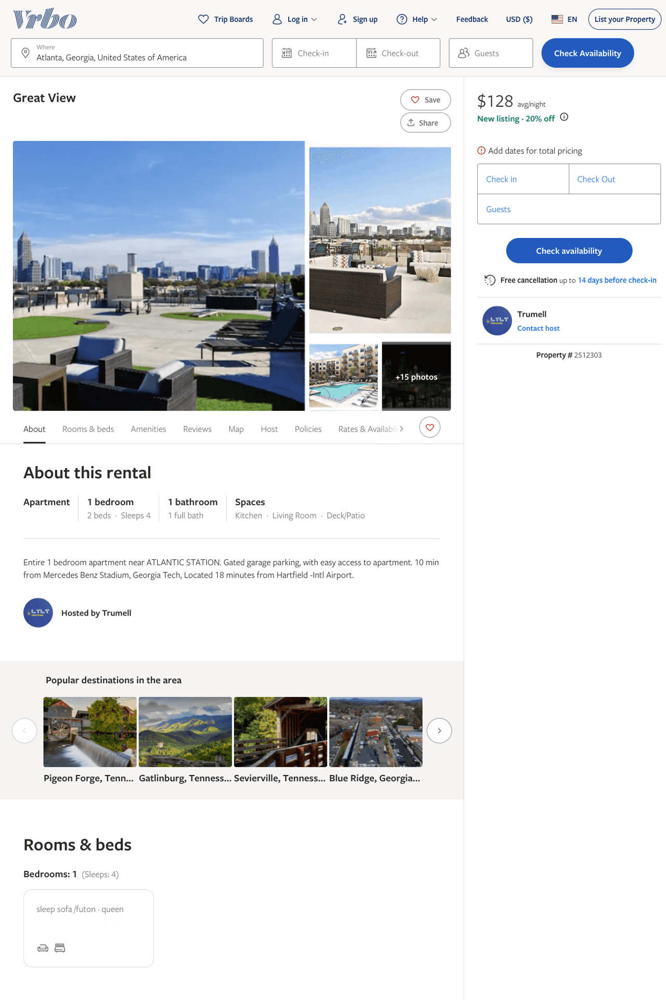 Vrbo
Trip Boards
Log in
Sign up
Help
Feedback
USD ($)
EN
List your Property
Where
Atlanta, Georgia, United States of America
Check-in
Check-out
Guests
Check Availability
Great View
Save
Share
+15 photos
$128 avg/night
New listing · 20% off
Add dates for total pricing
Check In
Check Out
Guests
Check availability
Free cancellation up to 14 days before check-in
LYLT
Trumell
Contact host
Property # 2512303
About
Rooms & beds
Amenities
Reviews
Map
Host
Policies
Rates & Availabili
About this rental
Apartment
1 bedroom
2 beds · Sleeps 4
1 bathroom
1 full bath
Spaces
Kitchen · Living Room · Deck/Patio
Entire 1 bedroom apartment near ATLANTIC STATION. Gated garage parking, with easy access to apartment. 10 min
from Mercedes Benz Stadium, Georgia Tech, Located 18 minutes from Hartfield -Intl Airport.
LYLT
Hosted by Trumell
Popular destinations in the area
Pigeon Forge, Tenn...
Gatlinburg, Tenness...
Sevierville, Tenness...
Blue Ridge, Georgia...
Rooms & beds
Bedrooms: 1 (Sleeps: 4)
sleep sofa /futon · queen